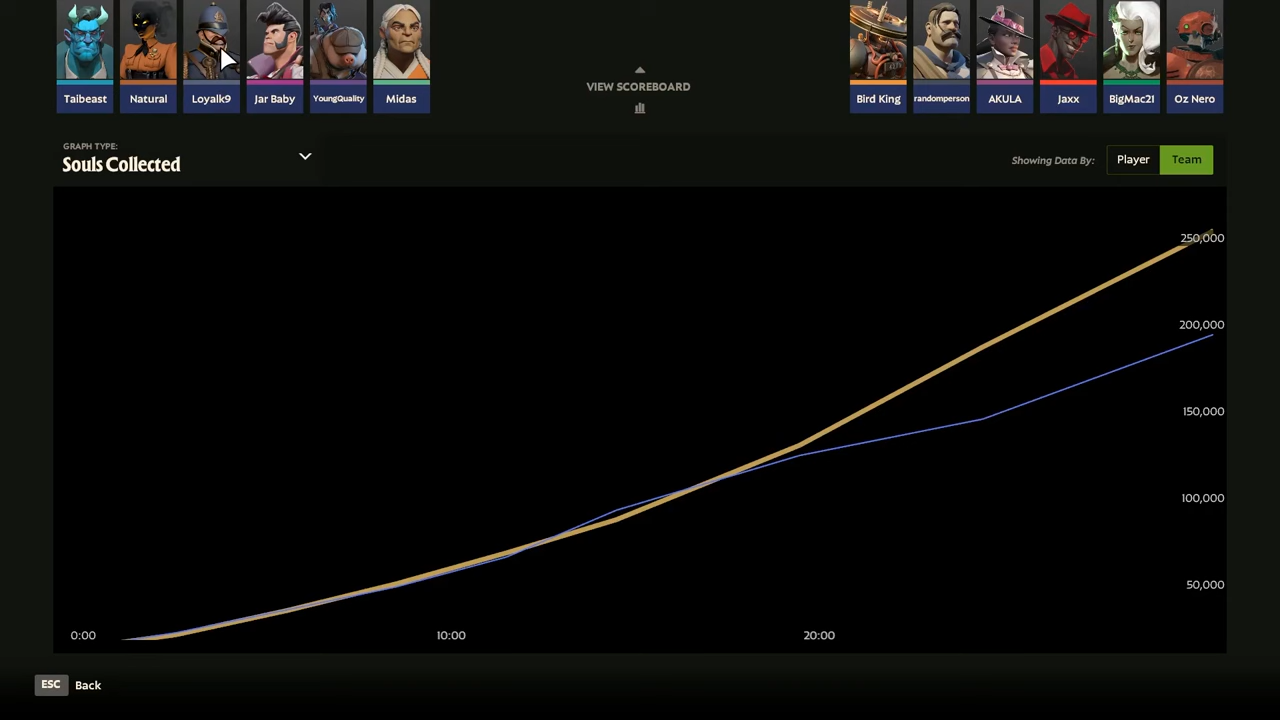 Taibeast
Natural
Loyalk9
Jar Baby
YoungQuality
Midas
VIEW SCOREBOARD
Bird King
randomperson
AKULA
Jaxx
BigMac21
Oz Nero
GRAPH TYPE:
Souls Collected
Showing Data By:
Player
Team
250,000
200,000
150,000
100,000
50,000
0:00
10:00
20:00
ESC
Back